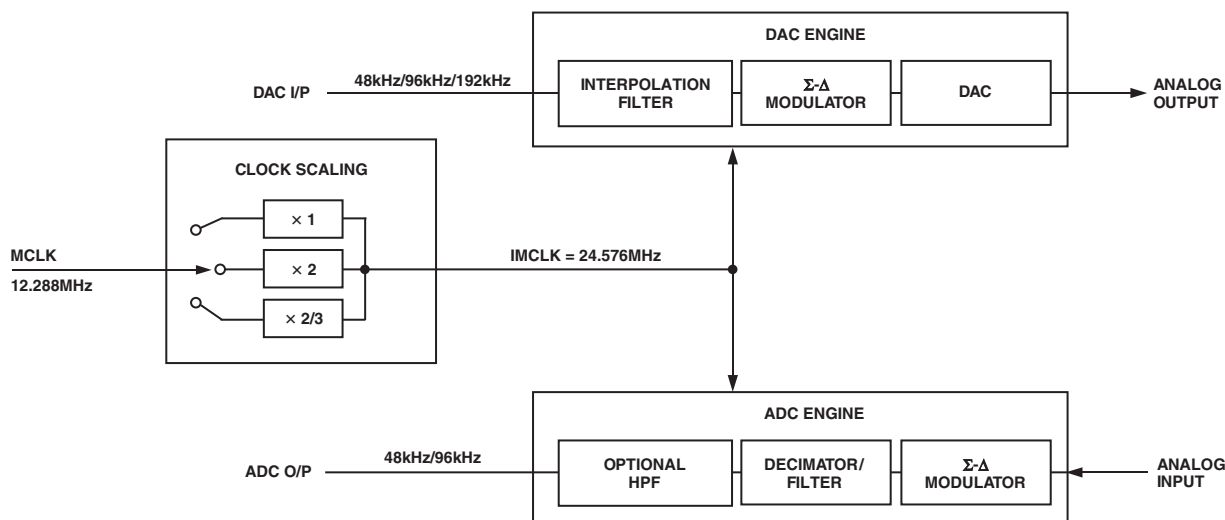 DAC ENGINE
48kHz/96kHz/192kHz
DAC I/P
INTERPOLATION
FILTER
Σ-Δ
MODULATOR
DAC
ANALOG
OUTPUT
CLOCK SCALING
× 1
MCLK
12.288MHz
× 2
IMCLK = 24.576MHz
× 2/3
ADC ENGINE
48kHz/96kHz
ADC O/P
OPTIONAL
HPF
DECIMATOR/
FILTER
Σ-Δ
MODULATOR
ANALOG
INPUT